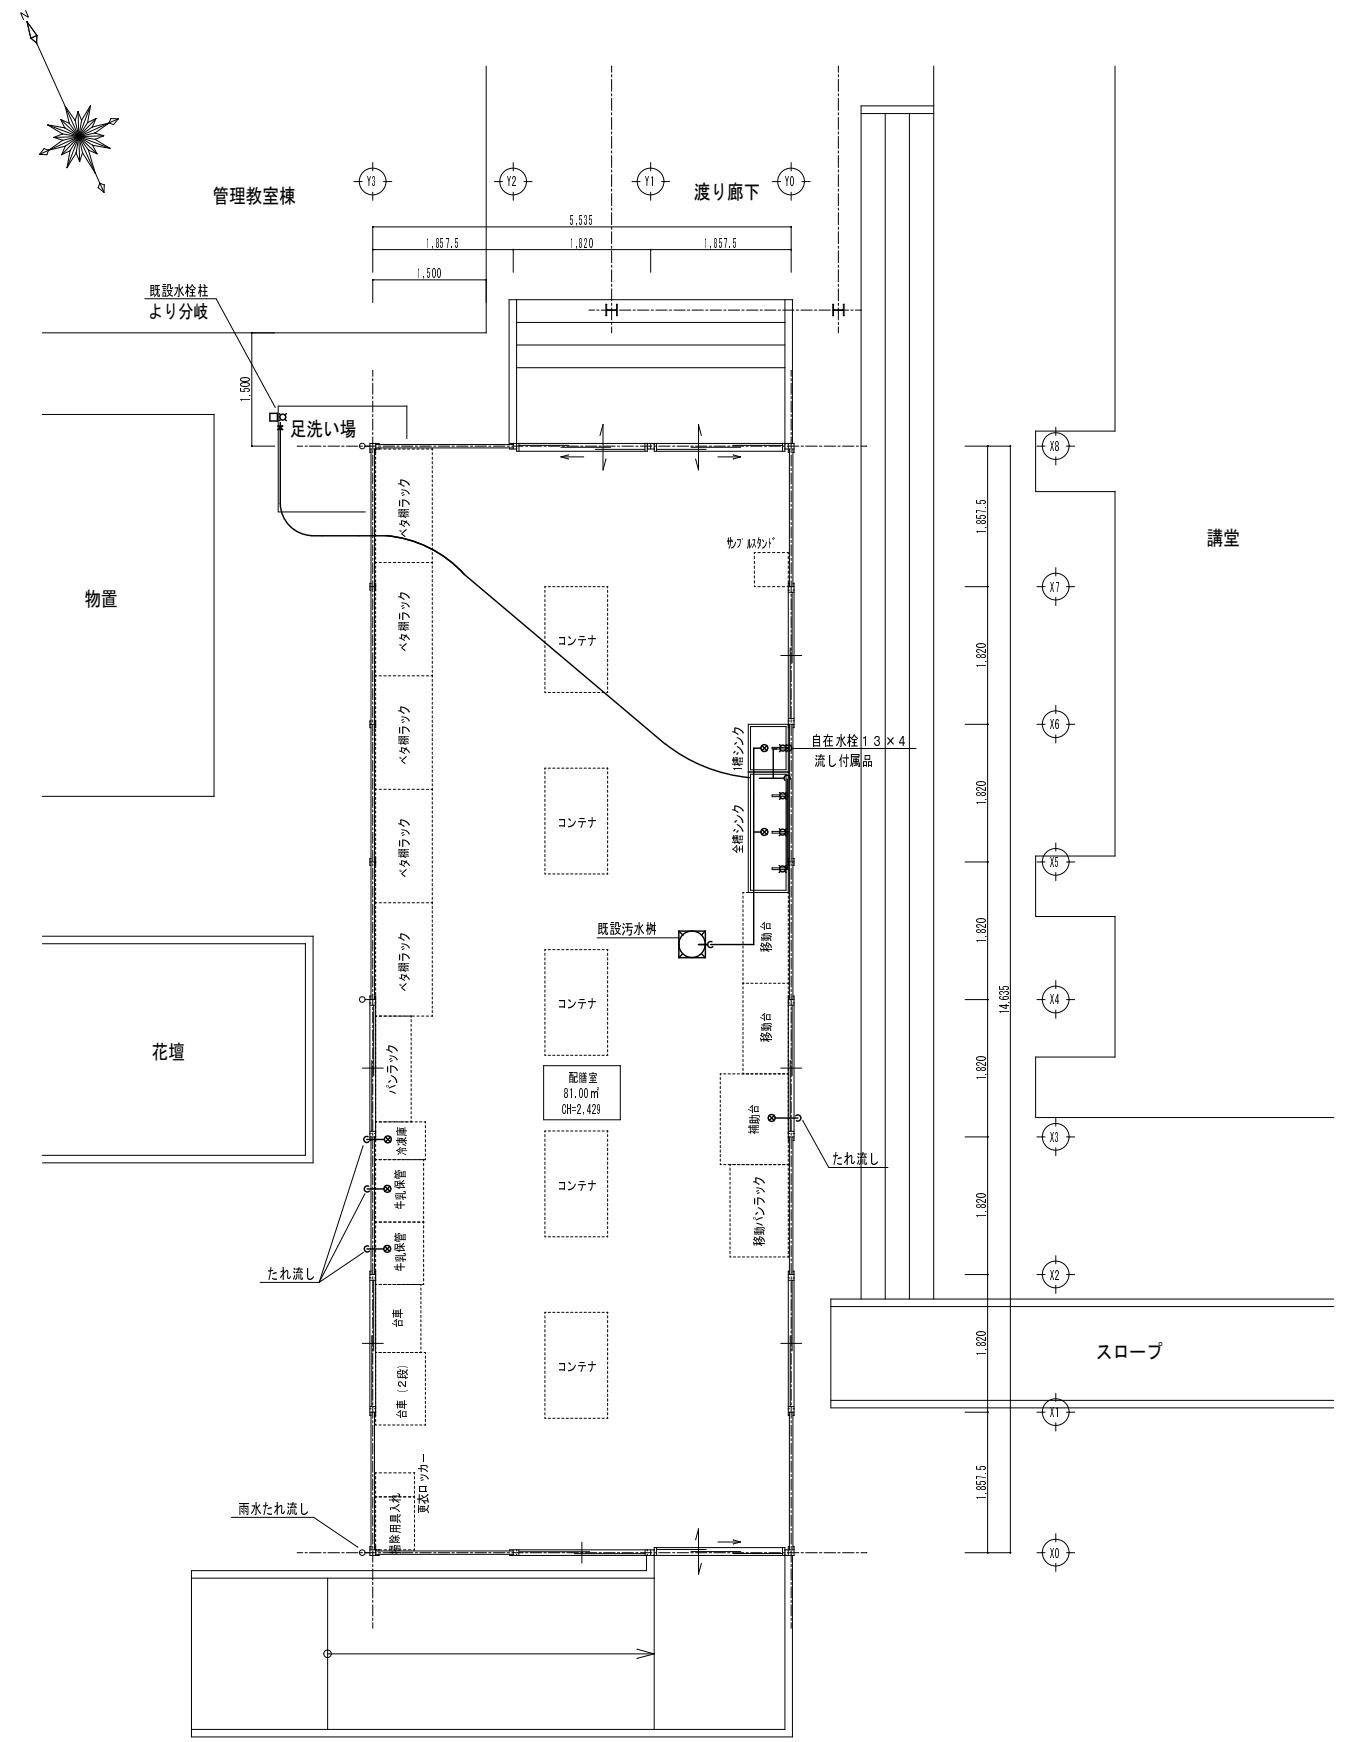 N
管理教室棟
渡り廊下
Y3
Y2
Y1
Y0
5,535
1,857.5
1,820
1,857.5
1,500
既設水栓柱
より分岐
1,500
足洗い場
物置
花壇
講堂
スロープ
ベタ棚ラック
ベタ棚ラック
ベタ棚ラック
ベタ棚ラック
ベタ棚ラック
パンラック
冷凍庫
牛乳保管
牛乳保管
台車
台車（２段）
更衣ロッカー
掃除用具入れ
サンプルスタンド
コンテナ
コンテナ
コンテナ
コンテナ
コンテナ
1槽シンク
全槽シンク
自在水栓１３×４
流し付属品
既設汚水桝
移動台
移動台
補助台
移動パンラック
配膳室
81.00㎡
CH=2,429
たれ流し
たれ流し
雨水たれ流し
X8
X7
X6
X5
X4
X3
X2
X1
X0
1,857.5
1,820
1,820
1,820
1,820
1,820
1,820
1,857.5
14,635